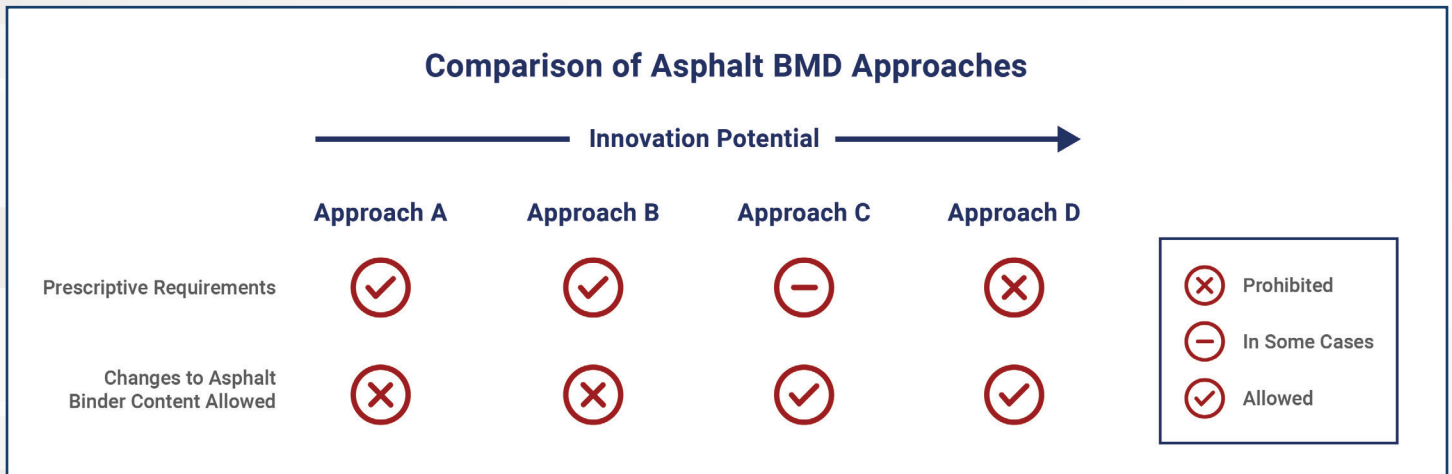 Comparison of Asphalt BMD Approaches
Innovation Potential
Approach A Approach B Approach C Approach D
Prescriptive Requirements
Changes to Asphalt
Binder Content Allowed
Prohibited
In Some Cases
Allowed